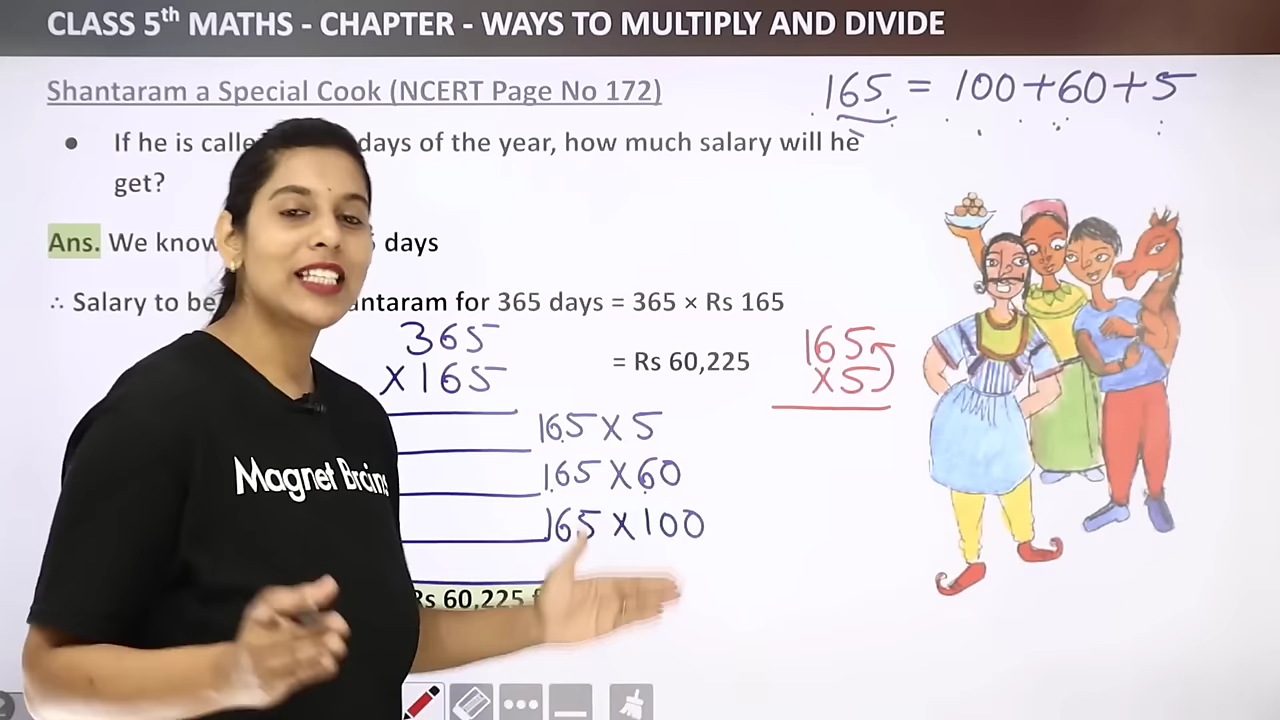 CLASS 5th MATHS - CHAPTER - WAYS TO MULTIPLY AND DIVIDE
Shantaram a Special Cook (NCERT Page No 172)
165 = 100+60+5
• If he is days of the year, how much salary will he
get?
Ans. We know days
∴ Salary to be for 365 days = 365 × Rs 165
365
×165
= Rs 60,225
165
×5
165×5
165×60
165×100
Rs 60,225
Magnet Brains